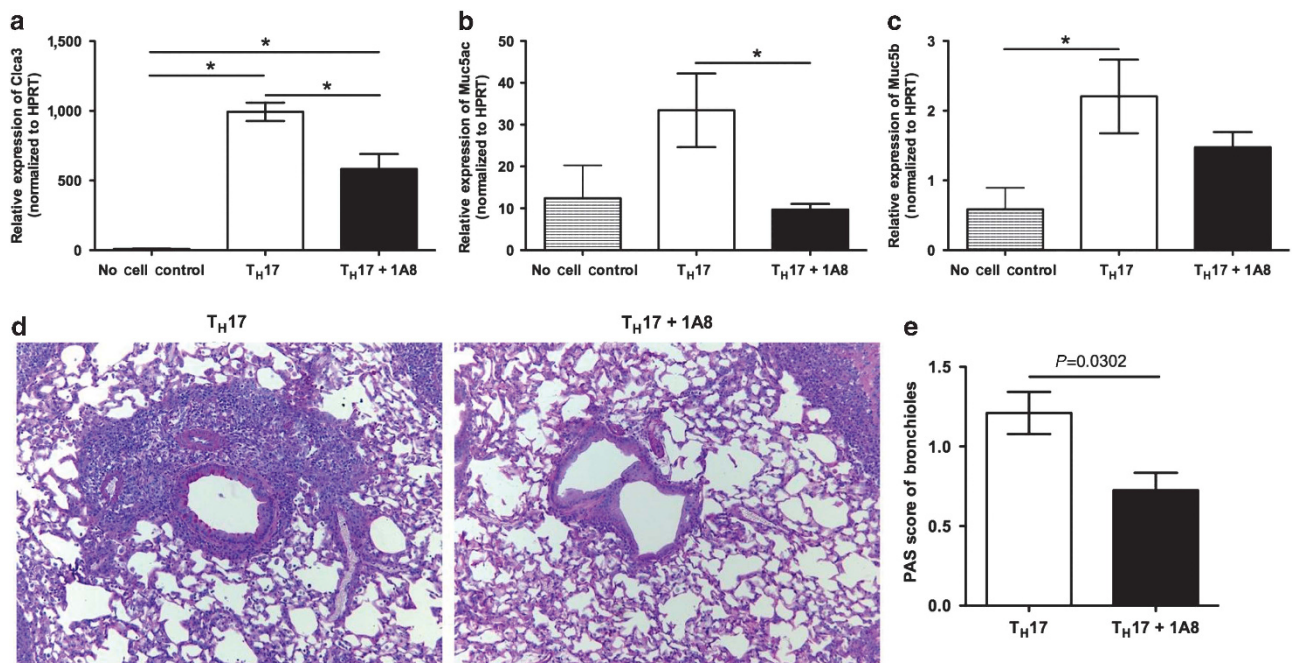 a
Relative expression of Clca3
(normalized to HPRT)
1,000
1,000
500
0
*
*
*
No cell control
TH17
TH17 + 1A8
b
Relative expression of Muc5ac
(normalized to HPRT)
50
40
30
20
10
0
*
No cell control
TH17
TH17 + 1A8
c
Relative expression of Muc5b
(normalized to HPRT)
3
2
1
0
*
No cell control
TH17
TH17 + 1A8
d
TH17
TH17 + 1A8
e
PAS score of bronchioles
1.5
1.0
0.5
0.0
P=0.0302
TH17
TH17 + 1A8